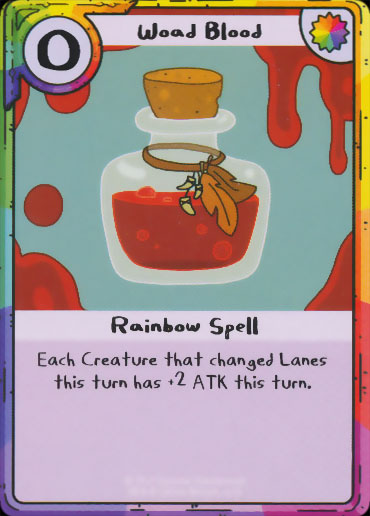 0
Woad Blood
Rainbow Spell
Each Creature that changed Lanes
this turn has +2 ATK this turn.